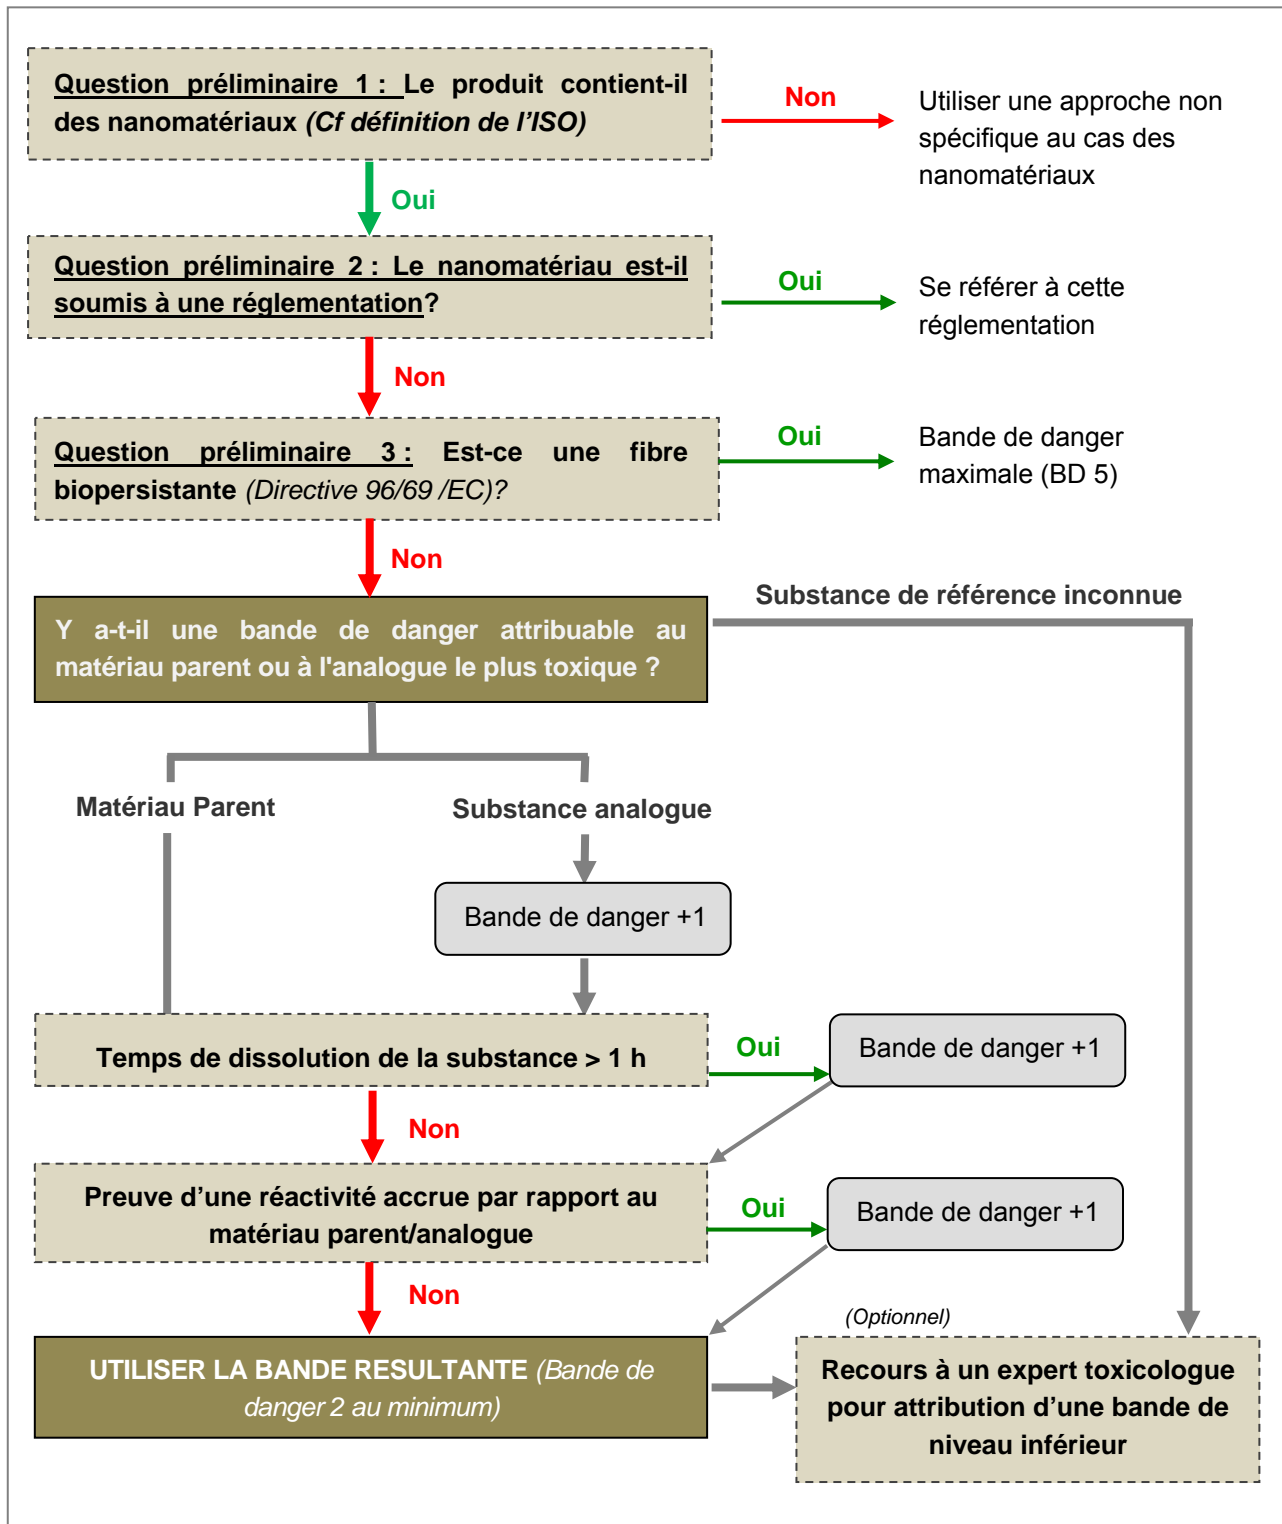 Question préliminaire 1 : Le produit contient-il
des nanomatériaux (Cf définition de l’ISO)
Non
Utiliser une approche non
spécifique au cas des
nanomatériaux
Oui
Question préliminaire 2 : Le nanomatériau est-il
soumis à une réglementation?
Oui
Se référer à cette
réglementation
Non
Question préliminaire 3 : Est-ce une fibre
biopersistante (Directive 96/69 /EC)?
Oui
Bande de danger
maximale (BD 5)
Non
Substance de référence inconnue
Y a-t-il une bande de danger attribuable au
matériau parent ou à l'analogue le plus toxique ?
Matériau Parent
Substance analogue
Bande de danger +1
Temps de dissolution de la substance > 1 h
Oui
Bande de danger +1
Non
Preuve d’une réactivité accrue par rapport au
matériau parent/analogue
Oui
Bande de danger +1
Non
(Optionnel)
UTILISER LA BANDE RESULTANTE (Bande de
danger 2 au minimum)
Recours à un expert toxicologue
pour attribution d’une bande de
niveau inférieur